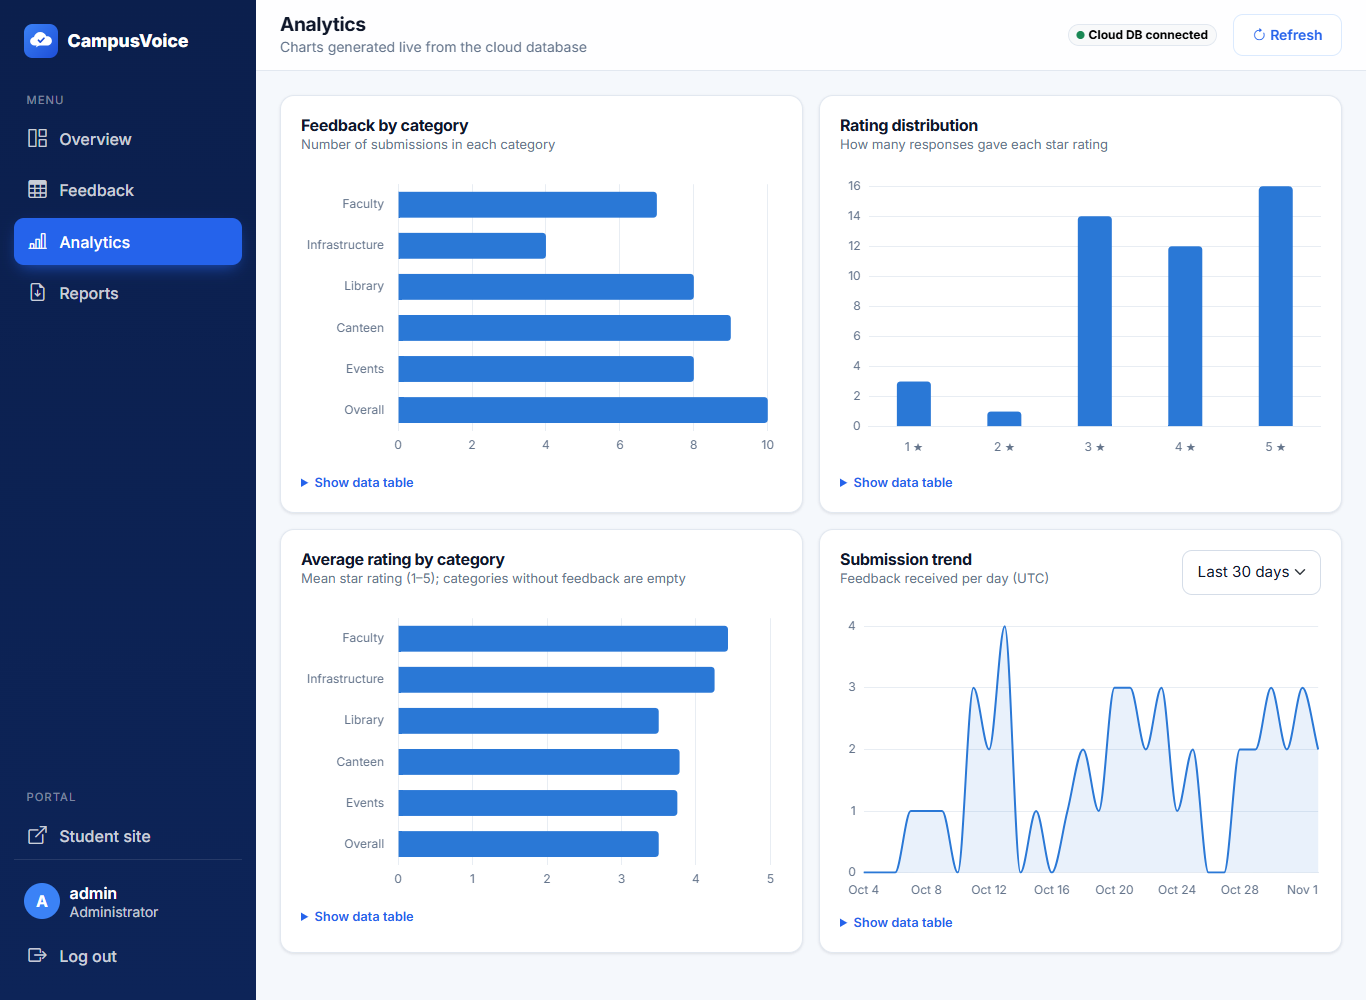 CampusVoice
MENU
Overview
Feedback
Analytics
Reports
PORTAL
Student site
A
admin
Administrator
Log out
Analytics
Charts generated live from the cloud database
Cloud DB connected
Refresh
Feedback by category
Number of submissions in each category
Faculty
Infrastructure
Library
Canteen
Events
Overall
0 2 4 6 8 10
Show data table
Rating distribution
How many responses gave each star rating
16
14
12
10
8
6
4
2
0
1 ★ 2 ★ 3 ★ 4 ★ 5 ★
Show data table
Average rating by category
Mean star rating (1–5); categories without feedback are empty
Faculty
Infrastructure
Library
Canteen
Events
Overall
0 1 2 3 4 5
Show data table
Submission trend
Feedback received per day (UTC)
Last 30 days
4
3
2
1
0
Oct 4 Oct 8 Oct 12 Oct 16 Oct 20 Oct 24 Oct 28 Nov 1
Show data table